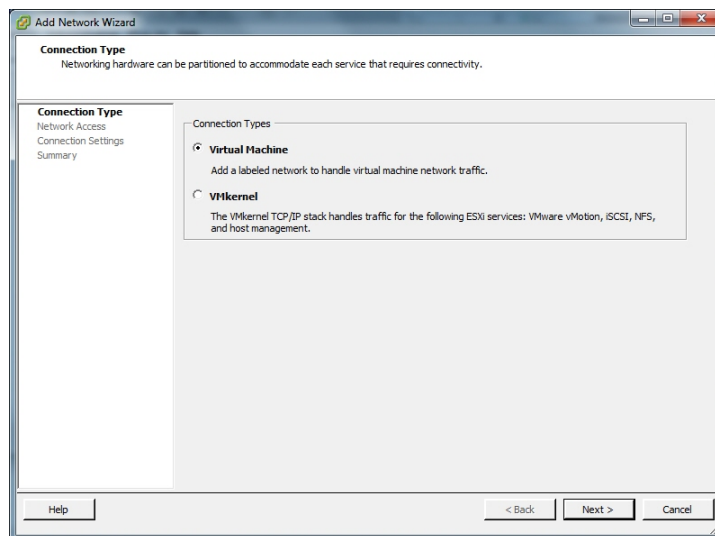 Add Network Wizard
Connection Type
Networking hardware can be partitioned to accommodate each service that requires connectivity.
Connection Type
Network Access
Connection Settings
Summary
Connection Types
Virtual Machine
Add a labeled network to handle virtual machine network traffic.
VMkernel
The VMkernel TCP/IP stack handles traffic for the following ESXi services: VMware vMotion, iSCSI, NFS,
and host management.
Help
< Back
Next >
Cancel